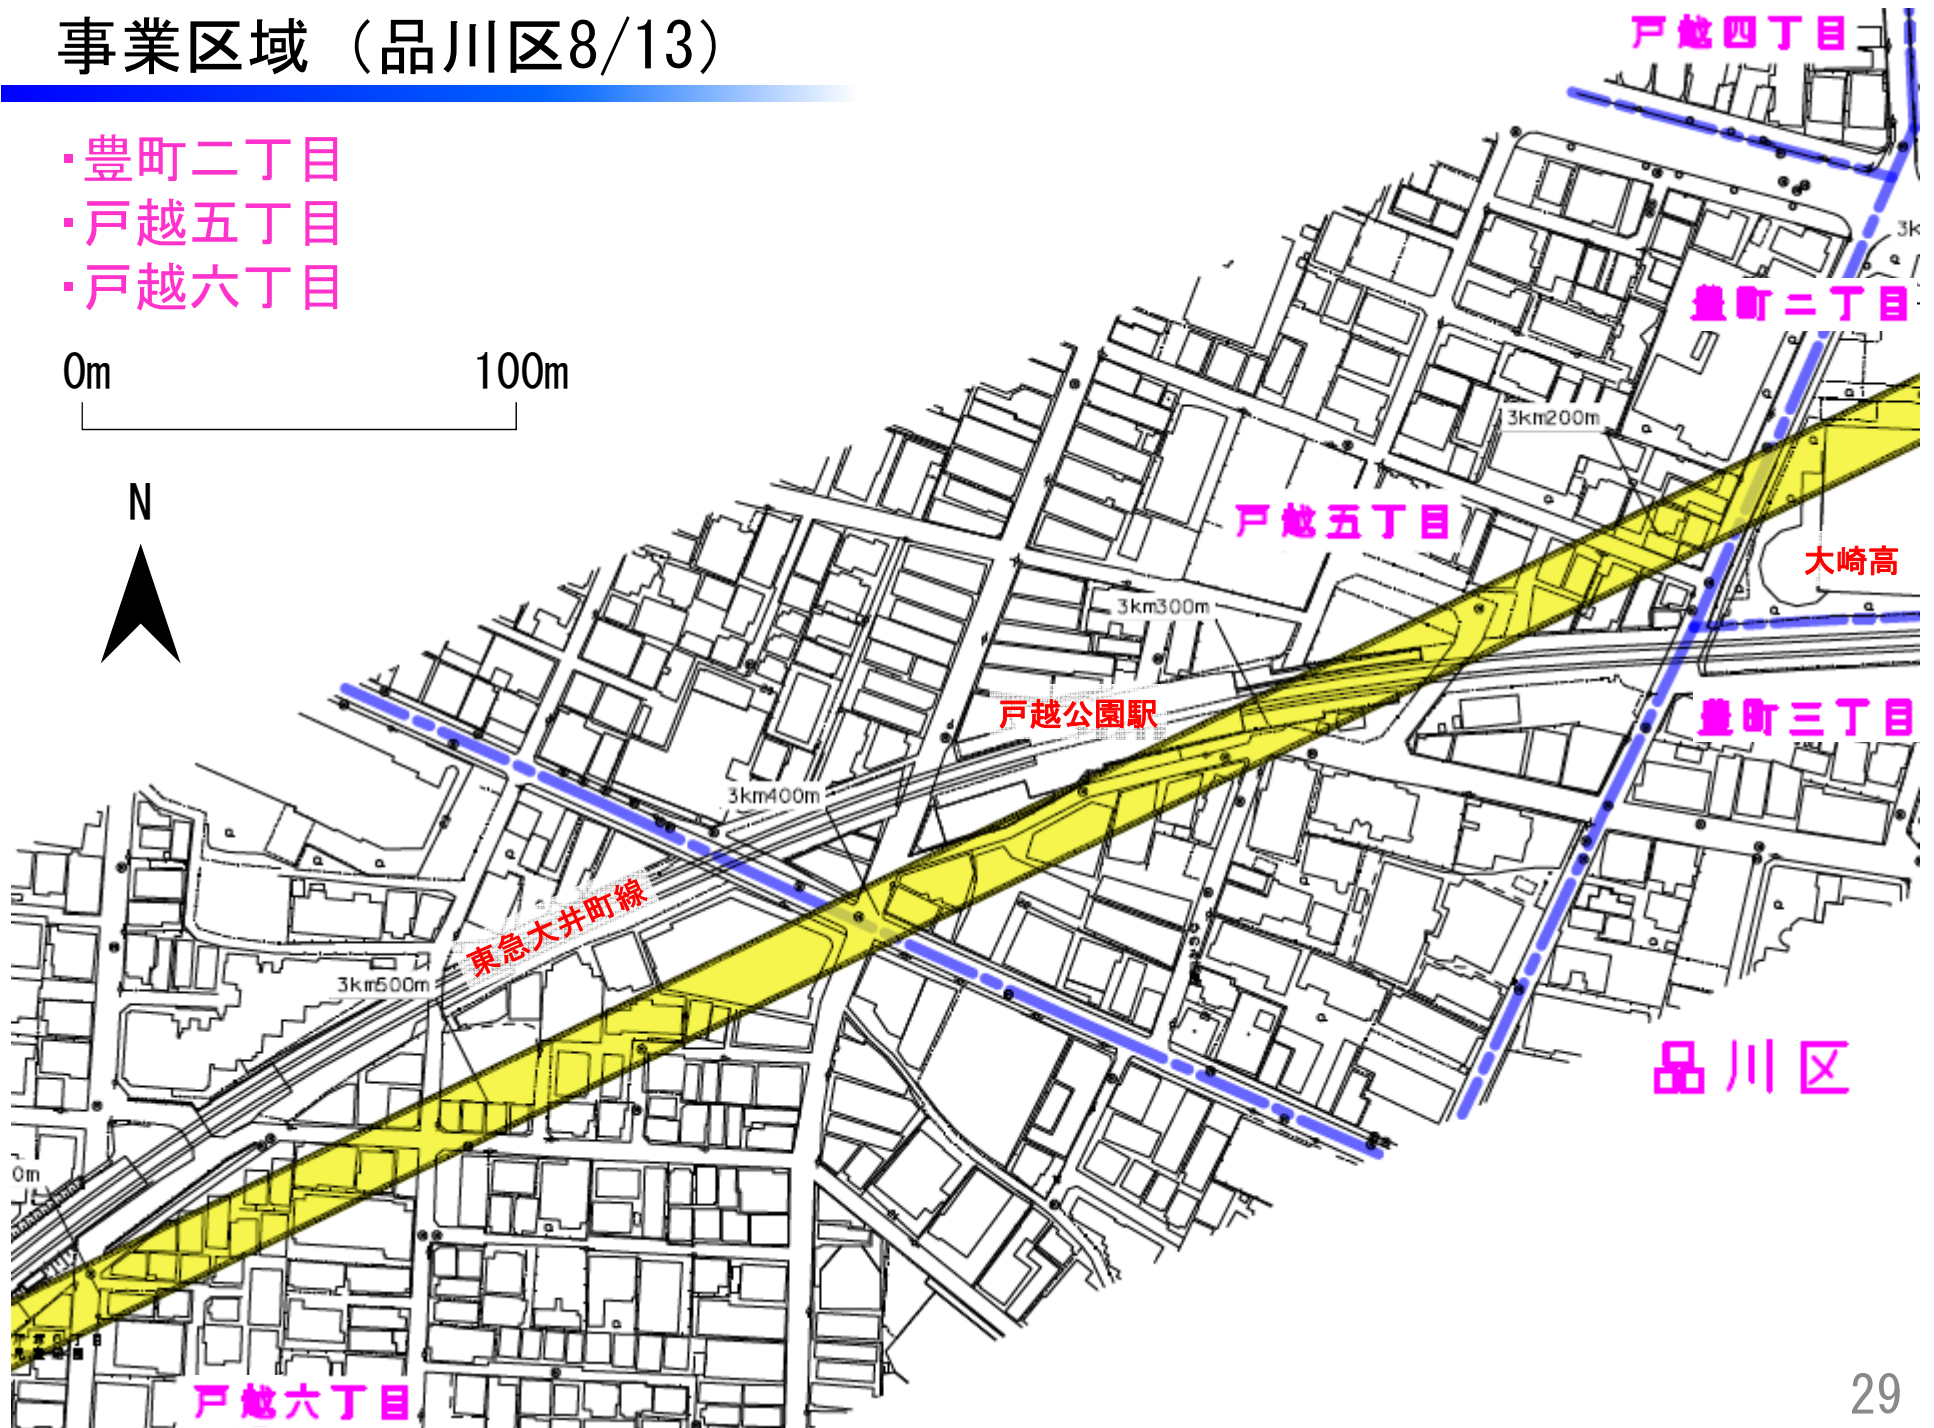 事業区域（品川区8/13）
・豊町二丁目
・戸越五丁目
・戸越六丁目
0m 100m
N
戸越四丁目
3k
豊町二丁目
3km200m
戸越五丁目
大崎高
3km300m
戸越公園駅
豊町三丁目
3km400m
東急大井町線
3km500m
品川区
0m
戸越六丁目
29